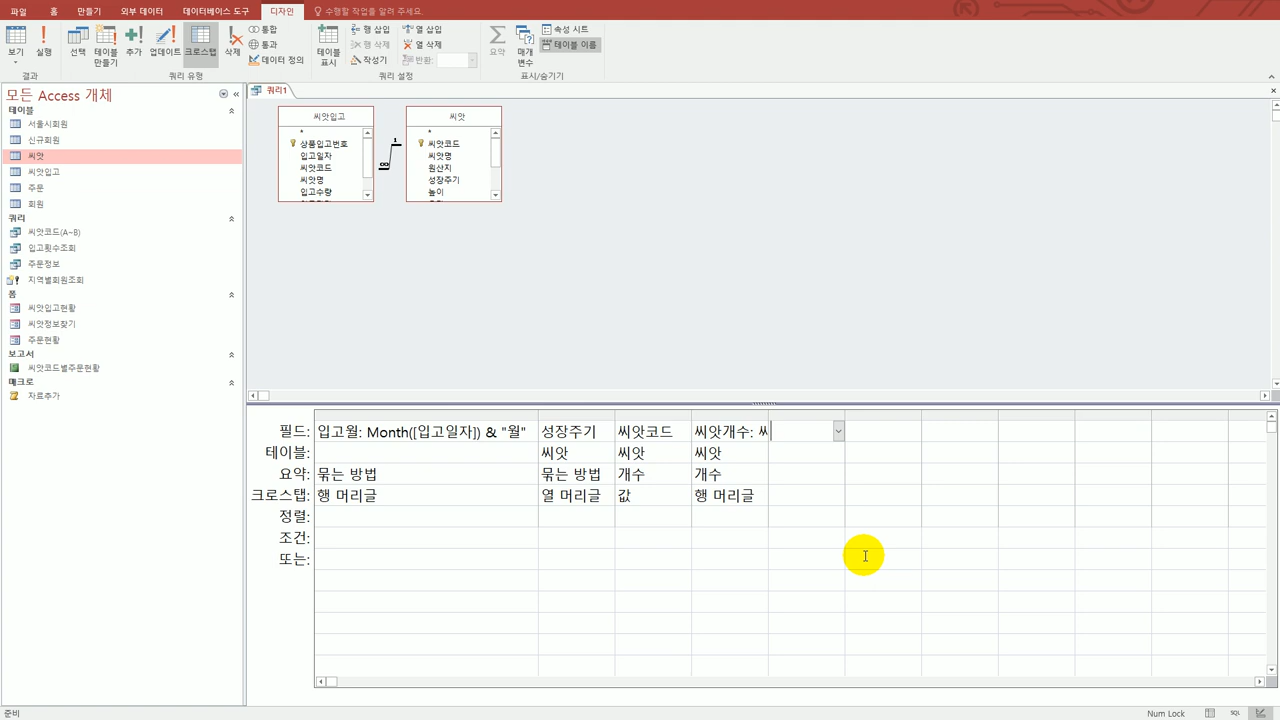 파일 홈 만들기 외부 데이터 데이터베이스 도구 디자인 수행할 작업을 알려 주세요.
보기 실행 선택 테이블 만들기 추가 업데이트 크로스탭 삭제 통합 통과 데이터 정의 테이블 표시 행 삽입 행 삭제 작성기 열 삽입 열 삭제 반환: 요약 매개 변수 속성 시트 테이블 이름
결과 쿼리 유형 쿼리 설정 표시/숨기기
모든 Access 개체
테이블
서울시회원
신규회원
씨앗
씨앗입고
주문
회원
쿼리
씨앗코드(A~B)
입고횟수조회
주문정보
지역별회원조회
폼
씨앗입고현황
씨앗정보찾기
주문현황
보고서
씨앗코드별주문현황
매크로
자료추가
쿼리1
씨앗입고
*
상품입고번호
입고일자
씨앗코드
씨앗명
입고수량
씨앗
*
씨앗코드
씨앗명
원산지
성장주기
높이
필드: 입고월: Month([입고일자]) & "월" 성장주기 씨앗코드 씨앗개수: 씨
테이블: 씨앗 씨앗 씨앗
요약: 묶는 방법 묶는 방법 개수 개수
크로스탭: 행 머리글 열 머리글 값 행 머리글
정렬:
조건:
또는:
준비 Num Lock SQL